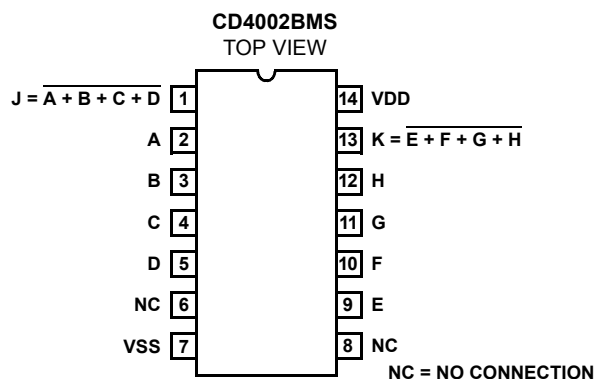 CD4002BMS
TOP VIEW
J = A + B + C + D 1 14 VDD
A 2 13 K = E + F + G + H
B 3 12 H
C 4 11 G
D 5 10 F
NC 6 9 E
VSS 7 8 NC
NC = NO CONNECTION